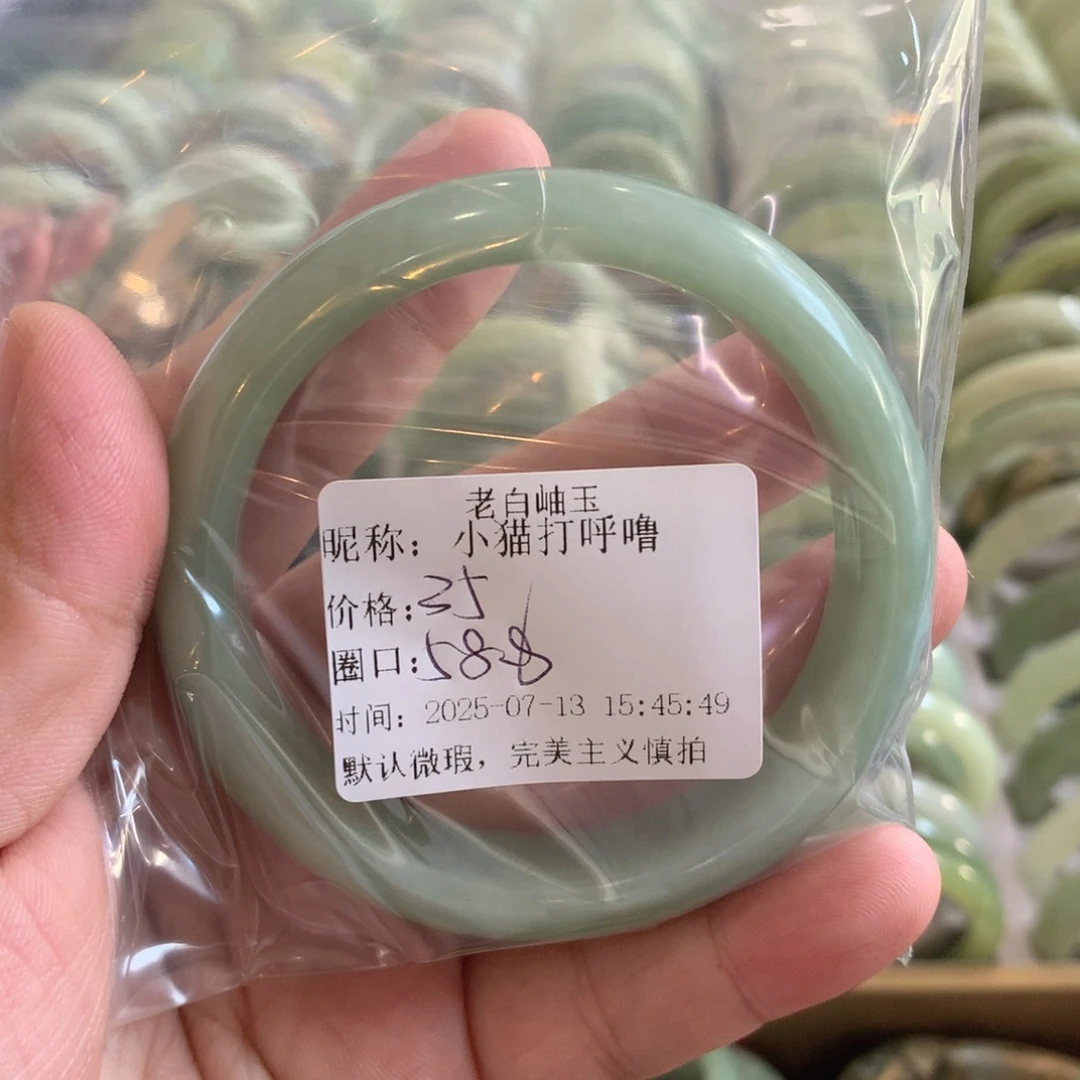 老白岫玉
昵称: 小猫打呼噜
价格:35
圈口:58.8
时间: 2025-07-13 15:45:49
默认微瑕, 完美主义慎拍